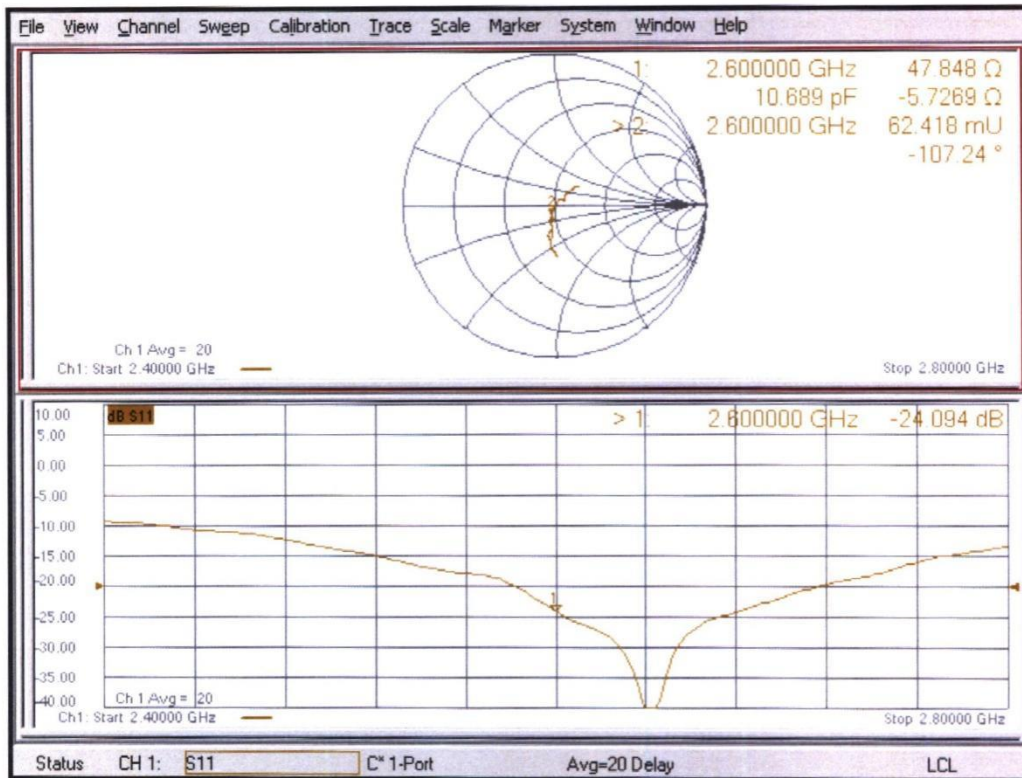 File View Channel Sweep Calibration Trace Scale Marker System Window Help
1: 2.600000 GHz 47.848 Ω
10.689 pF -5.7269 Ω
> 2: 2.600000 GHz 62.418 mU
-107.24 °
Ch 1 Avg = 20
Ch1: Start 2.40000 GHz Stop 2.80000 GHz
10.00 dB S11 > 1: 2.600000 GHz -24.094 dB
5.00
0.00
-5.00
-10.00
-15.00
-20.00
1
-25.00
-30.00
-35.00
-40.00
Ch 1 Avg = 20
Ch1: Start 2.40000 GHz Stop 2.80000 GHz
Status CH 1: S11 C* 1-Port Avg=20 Delay LCL